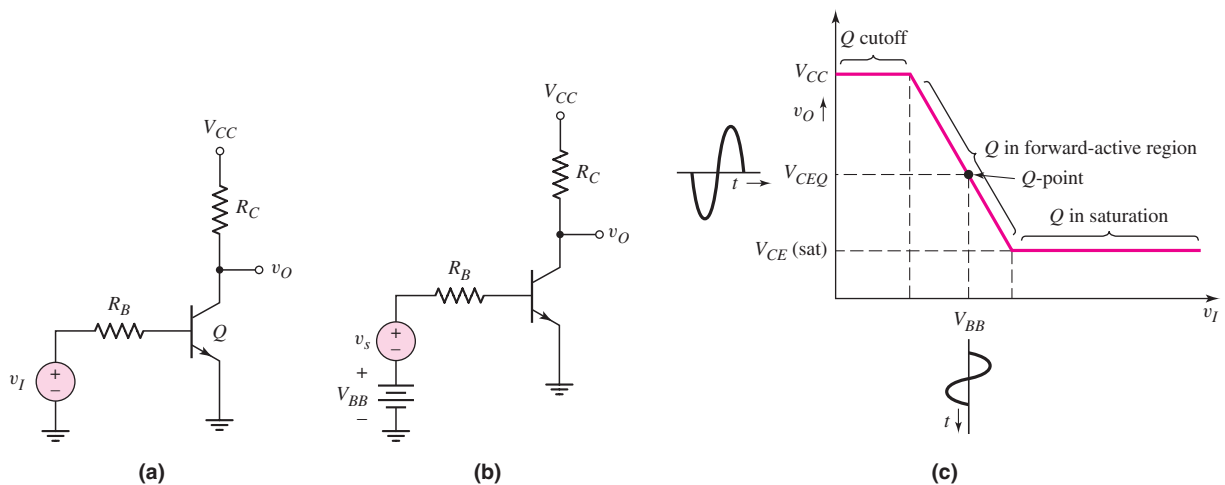 V_CC
R_C
v_O
R_B
Q
v_I
+
−
(a)
V_CC
R_C
v_O
R_B
v_s
+
−
+
V_BB
−
(b)
Q cutoff
V_CC
v_O
Q in forward-active region
V_CEQ
Q-point
Q in saturation
V_CE (sat)
t
V_BB
v_I
t
(c)